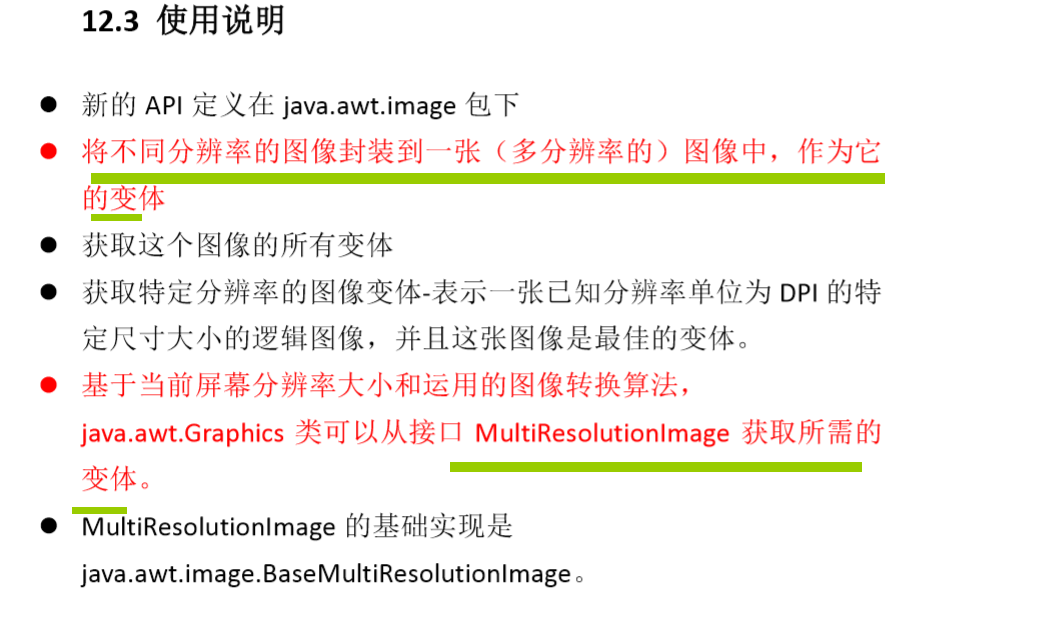 12.3 使用说明
● 新的 API 定义在 java.awt.image 包下
● 将不同分辨率的图像封装到一张（多分辨率的）图像中，作为它
的变体
● 获取这个图像的所有变体
● 获取特定分辨率的图像变体-表示一张已知分辨率单位为 DPI 的特
定尺寸大小的逻辑图像，并且这张图像是最佳的变体。
● 基于当前屏幕分辨率大小和运用的图像转换算法，
java.awt.Graphics 类可以从接口 MultiResolutionImage 获取所需的
变体。
● MultiResolutionImage 的基础实现是
java.awt.image.BaseMultiResolutionImage。